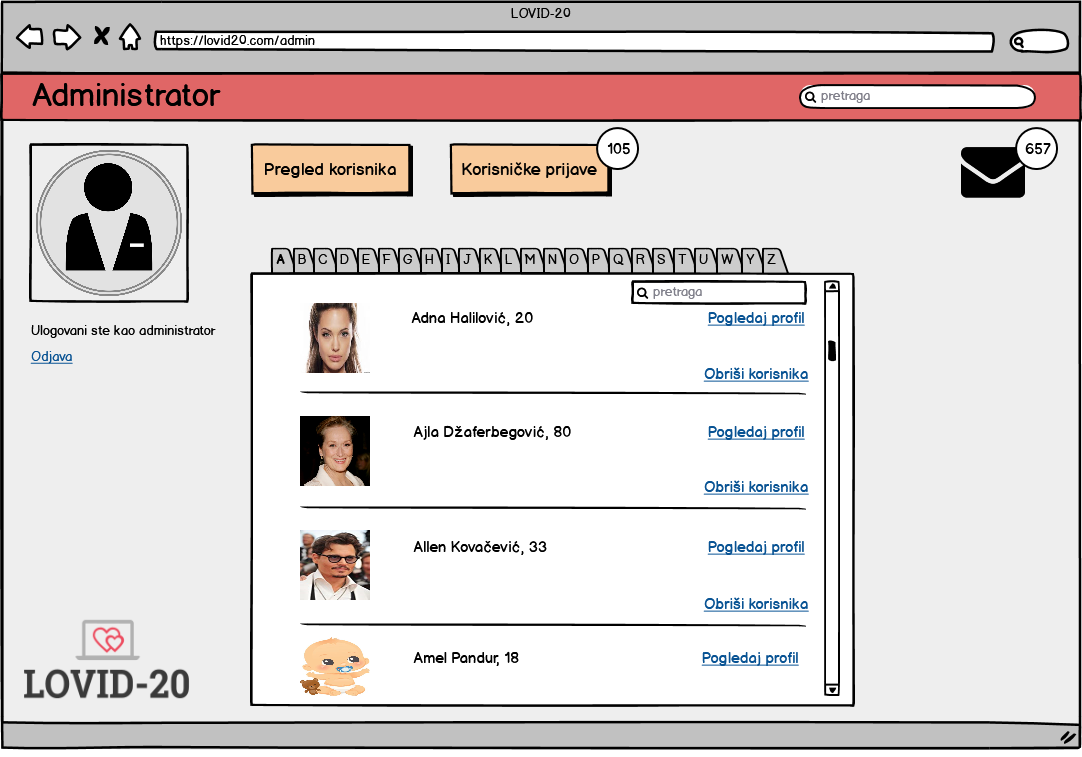 LOVID-20
https://lovid20.com/admin
Administrator
pretraga
Pregled korisnika
Korisničke prijave
105
657
A B C D E F G H I J K L M N O P Q R S T U W Y Z
pretraga
Adna Halilović, 20
Pogledaj profil
Obriši korisnika
Ajla Džaferbegović, 80
Pogledaj profil
Obriši korisnika
Allen Kovačević, 33
Pogledaj profil
Obriši korisnika
Amel Pandur, 18
Pogledaj profil
Ulogovani ste kao administrator
Odjava
LOVID-20